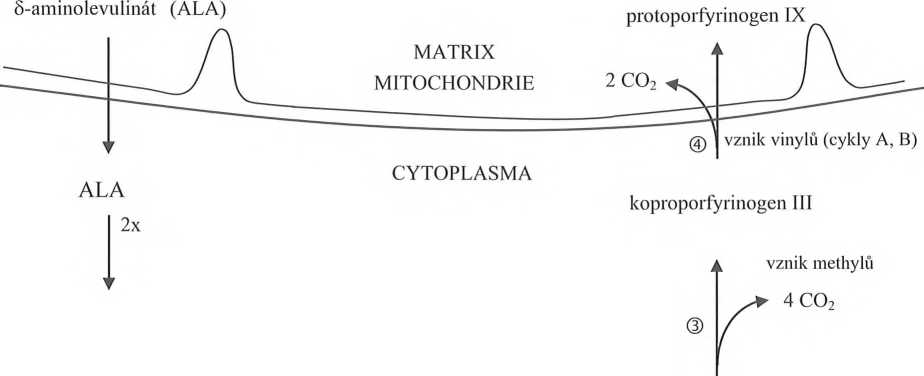 δ-aminolevulinát (ALA)
protoporfyrinogen IX
MATRIX
MITOCHONDRIE
2 CO₂
④ vznik vinylů (cykly A, B)
CYTOPLASMA
ALA
koproporfyrinogen III
2x
vznik methylů
4 CO₂
③